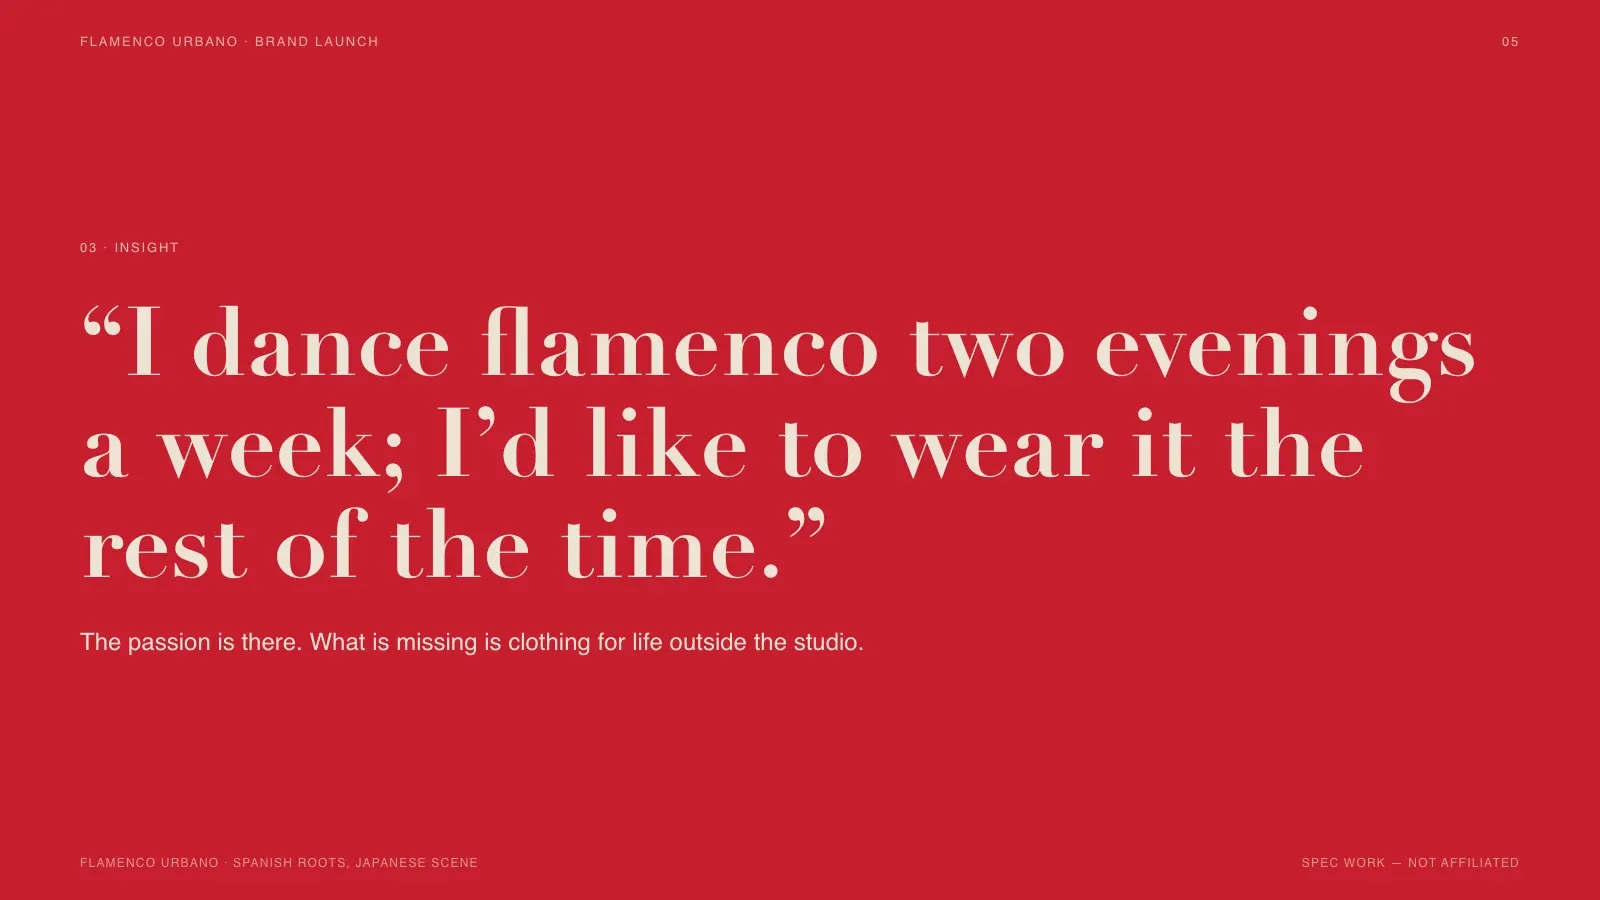 FLAMENCO URBANO · BRAND LAUNCH
05
03 · INSIGHT
“I dance flamenco two evenings
a week; I’d like to wear it the
rest of the time.”
The passion is there. What is missing is clothing for life outside the studio.
FLAMENCO URBANO · SPANISH ROOTS, JAPANESE SCENE
SPEC WORK — NOT AFFILIATED